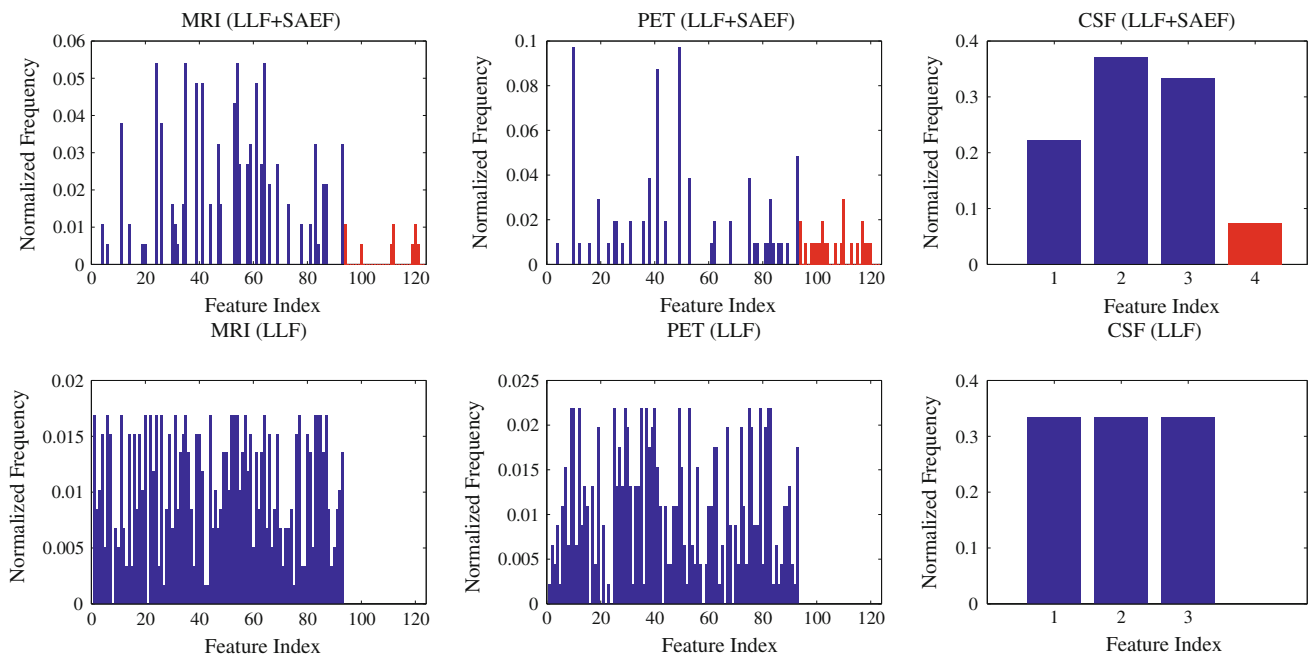 MRI (LLF+SAEF)
Normalized Frequency
0.06
0.05
0.04
0.03
0.02
0.01
0
0 20 40 60 80 100 120
Feature Index
PET (LLF+SAEF)
Normalized Frequency
0.1
0.08
0.06
0.04
0.02
0
0 20 40 60 80 100 120
Feature Index
CSF (LLF+SAEF)
Normalized Frequency
0.4
0.3
0.2
0.1
0
1 2 3 4
Feature Index
MRI (LLF)
Normalized Frequency
0.02
0.015
0.01
0.005
0
0 20 40 60 80 100 120
Feature Index
PET (LLF)
Normalized Frequency
0.025
0.02
0.015
0.01
0.005
0
0 20 40 60 80 100 120
Feature Index
CSF (LLF)
Normalized Frequency
0.4
0.3
0.2
0.1
0
1 2 3
Feature Index